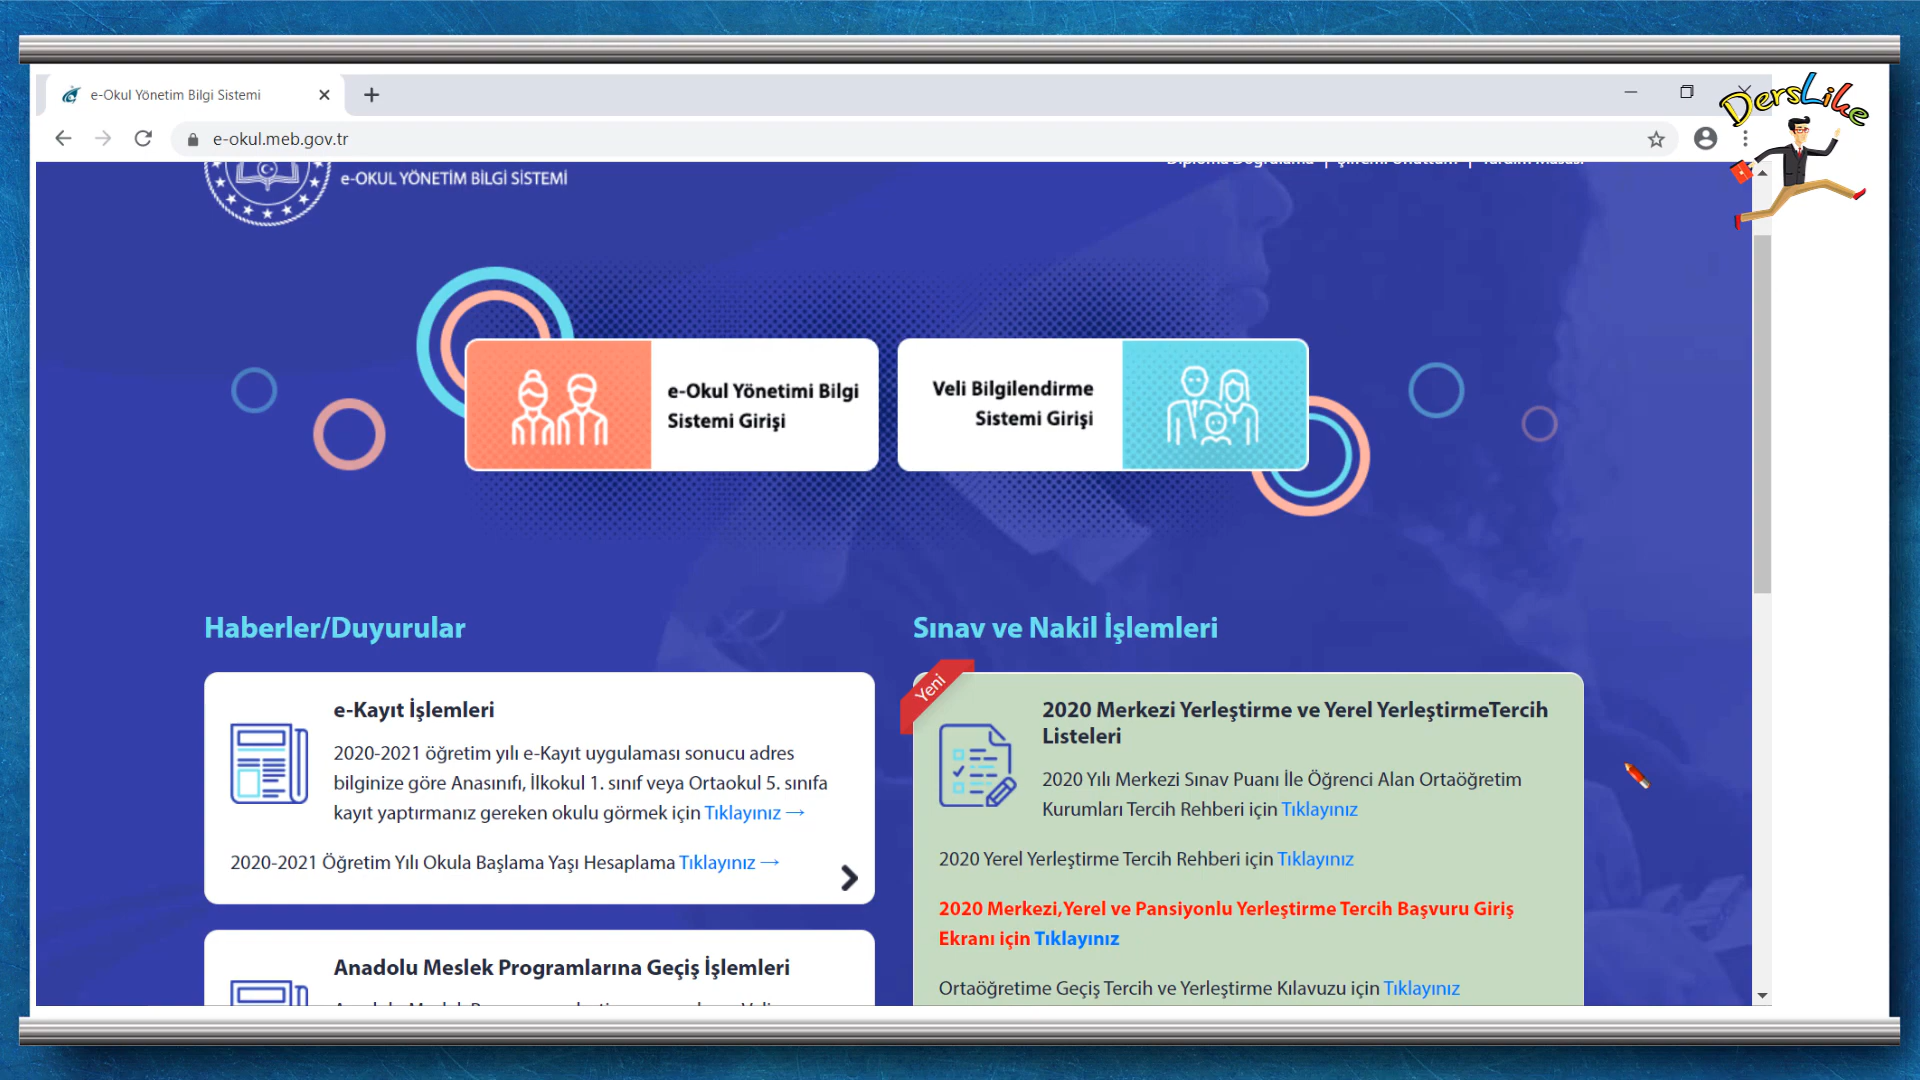 e-Okul Yönetim Bilgi Sistemi
DersLike
e-okul.meb.gov.tr
Diploma Doğrulama | Şifremi Unuttum | Yardım Masası
e-OKUL YÖNETİM BİLGİ SİSTEMİ
e-Okul Yönetimi Bilgi
Sistemi Girişi
Veli Bilgilendirme
Sistemi Girişi
Haberler/Duyurular
e-Kayıt İşlemleri
2020-2021 öğretim yılı e-Kayıt uygulaması sonucu adres
bilginize göre Anasınıfı, İlkokul 1. sınıf veya Ortaokul 5. sınıfa
kayıt yaptırmanız gereken okulu görmek için Tıklayınız →
2020-2021 Öğretim Yılı Okula Başlama Yaşı Hesaplama Tıklayınız →
Anadolu Meslek Programlarına Geçiş İşlemleri
Sınav ve Nakil İşlemleri
Yeni
2020 Merkezi Yerleştirme ve Yerel YerleştirmeTercih
Listeleri
2020 Yılı Merkezi Sınav Puanı İle Öğrenci Alan Ortaöğretim
Kurumları Tercih Rehberi için Tıklayınız
2020 Yerel Yerleştirme Tercih Rehberi için Tıklayınız
2020 Merkezi,Yerel ve Pansiyonlu Yerleştirme Tercih Başvuru Giriş
Ekranı için Tıklayınız
Ortaöğretime Geçiş Tercih ve Yerleştirme Kılavuzu için Tıklayınız